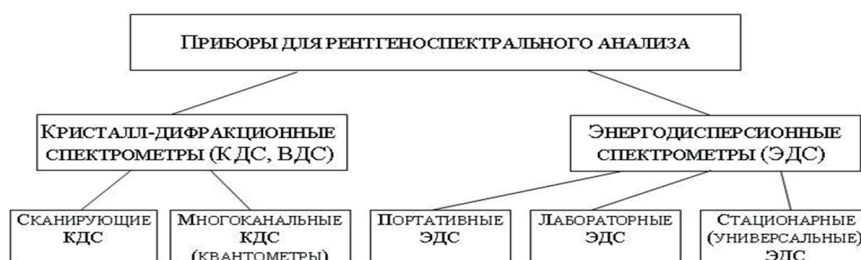 Приборы для рентгеноспектрального анализа
Кристалл-дифракционные
спектрометры (КДС, ВДС)
Энергодисперсионные
спектрометры (ЭДС)
Сканирующие
КДС
Многоканальные
КДС
(квантометры)
Портативные
ЭДС
Лабораторные
ЭДС
Стационарные
(универсальные)
ЭДС